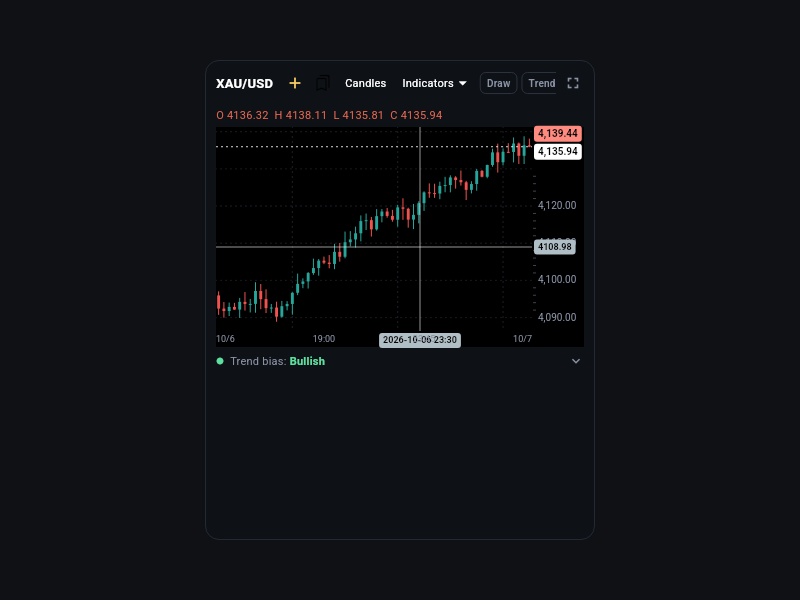 XAU/USD + Candles Indicators Draw Trend
O 4136.32 H 4138.11 L 4135.81 C 4135.94
4,139.44
4,135.94
4,120.00
4108.98
4,100.00
4,090.00
10/6 19:00 2026-10-06 23:30 10/7
Trend bias: Bullish